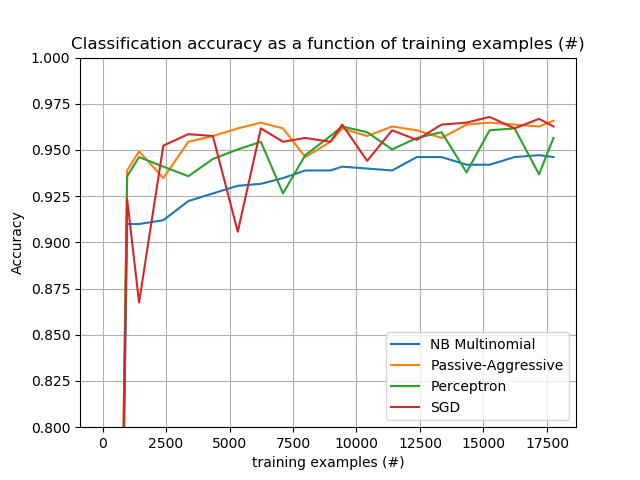 Classification accuracy as a function of training examples (#)
1.000
0.975
0.950
0.925
0.900
0.875
0.850
0.825
0.800
Accuracy
NB Multinomial
Passive-Aggressive
Perceptron
SGD
0 2500 5000 7500 10000 12500 15000 17500
training examples (#)